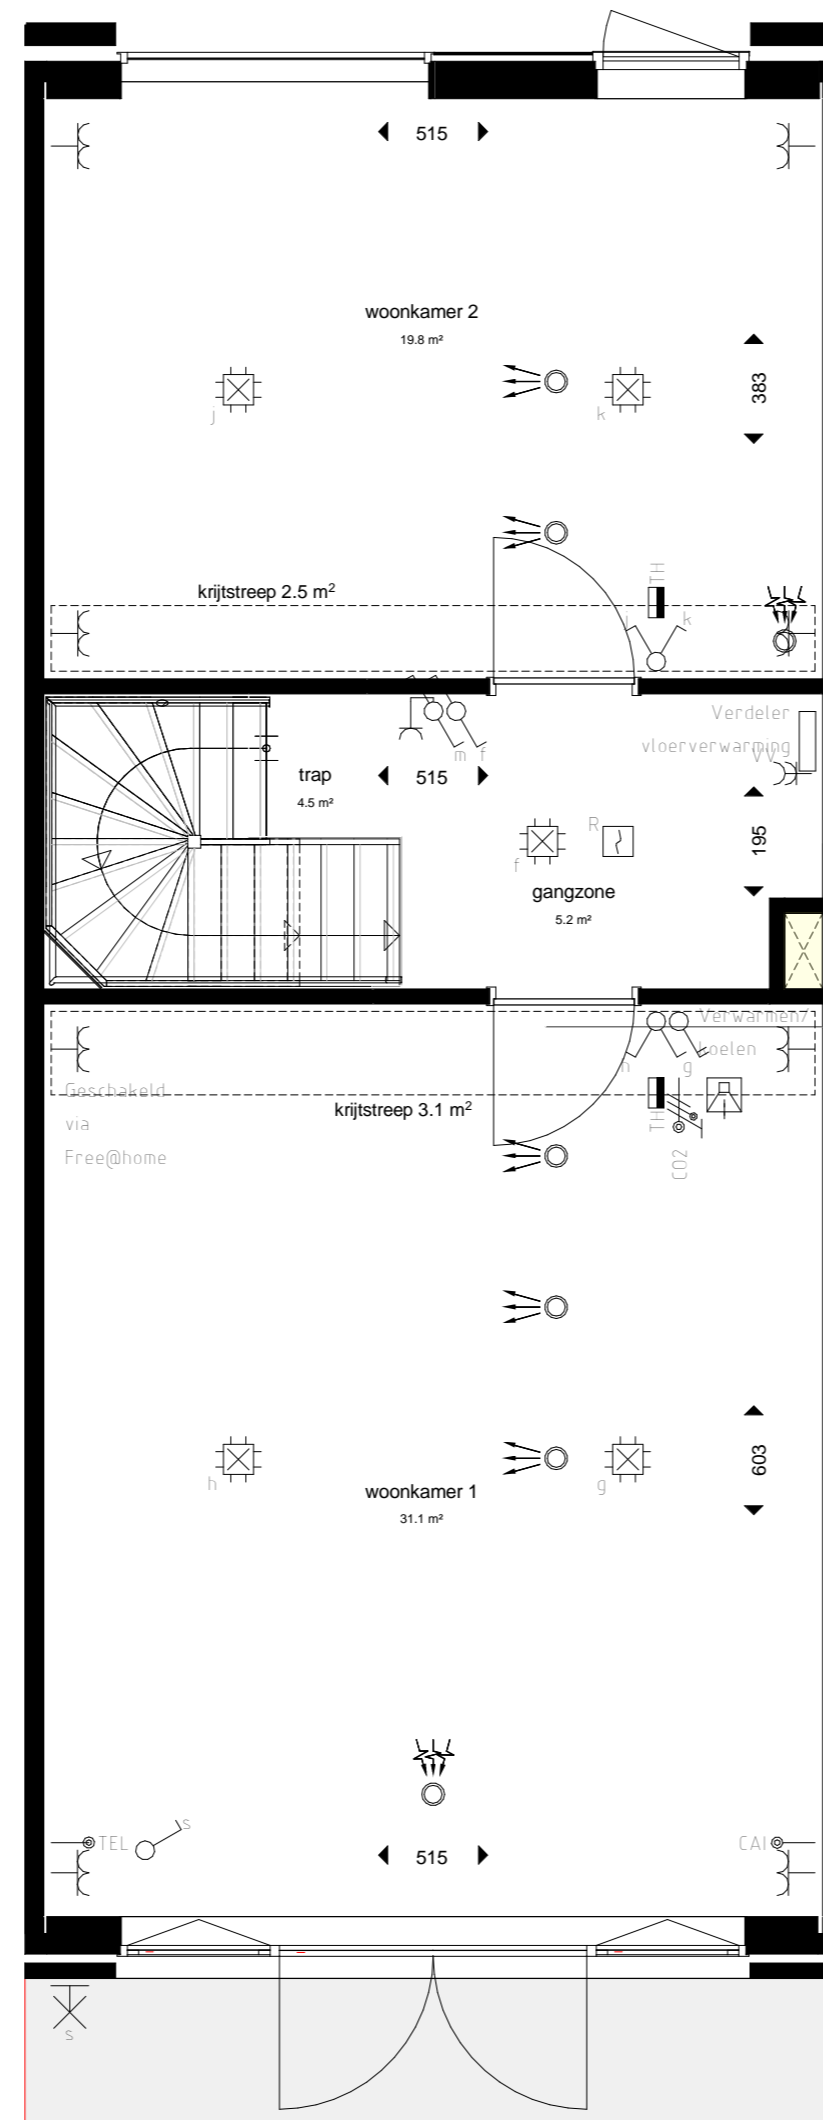 515
woonkamer 2
19.8 m²
383
j
k
krijtstreep 2.5 m²
TH
j k
Verdeler
vloerverwarming
VV
m f
trap
4.5 m²
515
195
R
f
gangzone
5.2 m²
Verwarmen/
koelen
h g
Geschakeld
via
Free@home
krijtstreep 3.1 m²
TH
CO2
603
h
g
woonkamer 1
31.1 m²
TEL
s
515
CAI
s